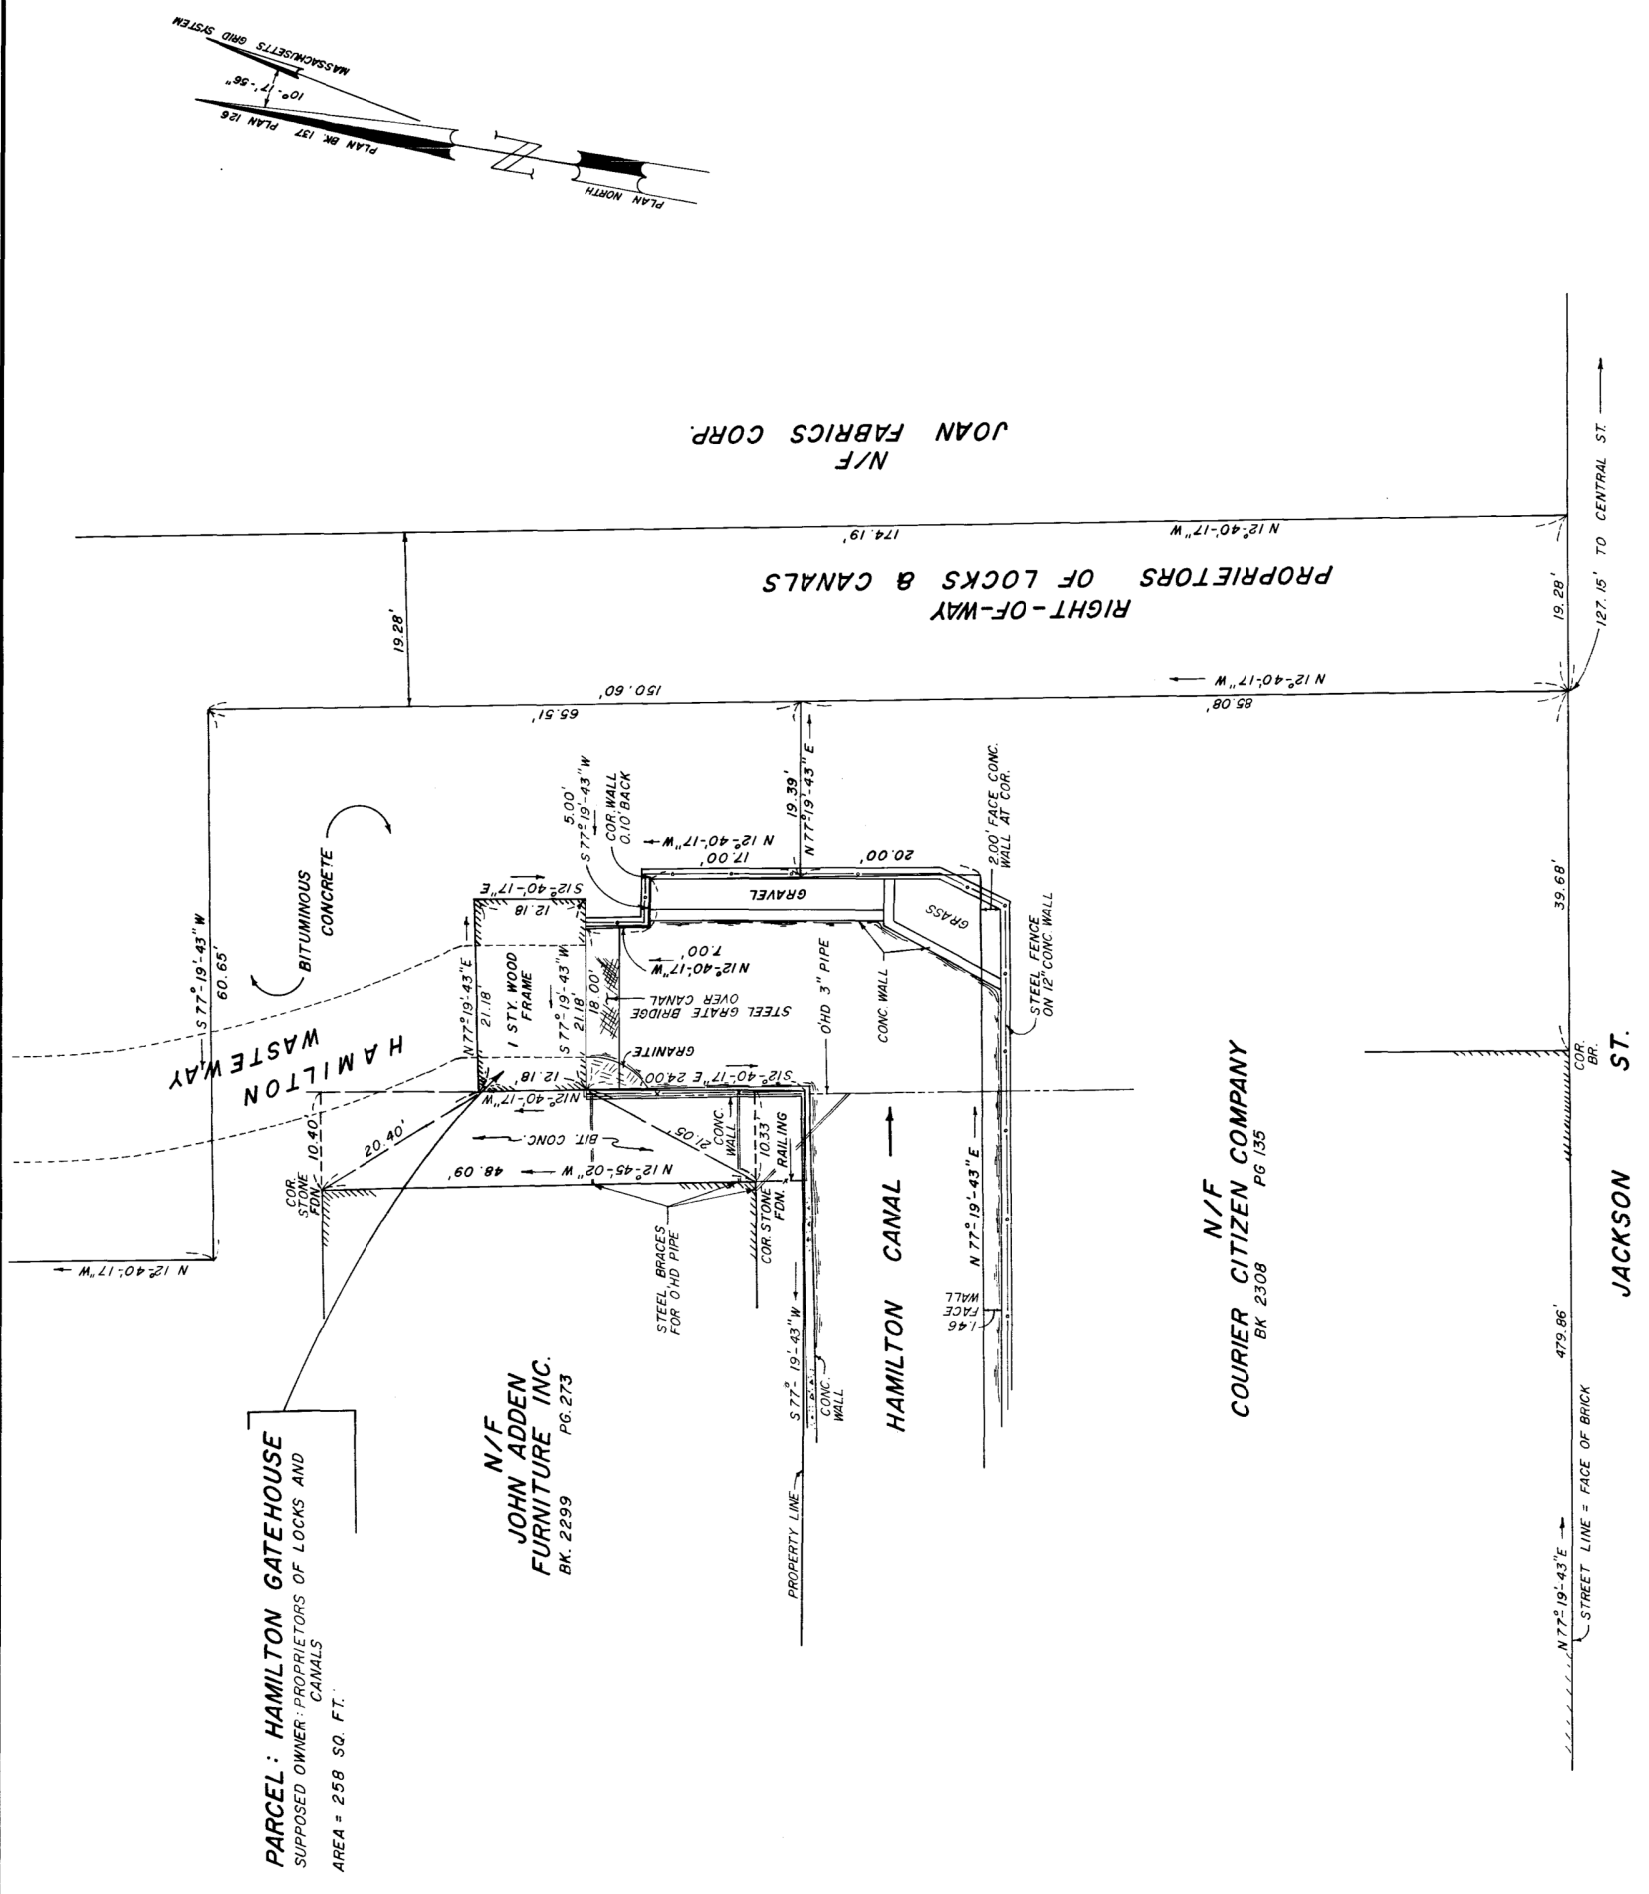 MASSACHUSETTS GRID SYSTEM
10°-17'-56"
PLAN BK. 137 PLAN 126
N
PLAN NORTH
N/F
JOAN FABRICS CORP.
174.19'
N 12°-40'-17" W
RIGHT-OF-WAY
PROPRIETORS OF LOCKS & CANALS
19.28'
19.28'
127.15' TO CENTRAL ST.
150.60'
65.51'
N 12°-40'-17" W
85.08'
S 77°-19'-43" W
60.65'
BITUMINOUS
CONCRETE
HAMILTON
WASTEWAY
N 12°-40'-17" W
5.00'
S 77°-19'-43" W
COR. WALL
0.10' BACK
N 12°-40'-17" W
17.00'
19.39'
N 77°-19'-43" E
20.00'
2.00' FACE CONC.
WALL AT COR.
GRAVEL
GRASS
S12°-40'-17"E
12.18'
N77°-19'-43"E
21.18'
1 STY. WOOD
FRAME
S 77°-19'-43" W
21.18'
18.00'
7.00'
N12°-40'-17"W
STEEL GRATE BRIDGE
OVER CANAL
GRANITE
O'HD 3" PIPE
CONC WALL
STEEL FENCE
ON 12" CONC. WALL
S12°-40'-17" E 24.00'
12.18'
N12°-40'-17"W
BIT. CONC.
21.05'
CONC.
WALL
10.33'
RAILING
10.40'
20.40'
COR.
STONE
FDN.
N 12°-45'-02" W
48.09'
COR. STONE
FDN.
STEEL BRACES
FOR O'HD PIPE
S 77°-19'-43" W
CONC.
WALL
PROPERTY LINE
HAMILTON CANAL
N 77°-19'-43" E
1.46
FACE
WALL
N/F
COURIER CITIZEN COMPANY
BK 2308 PG 135
N/F
JOHN ADDEN
FURNITURE INC.
BK. 2299 PG. 273
PARCEL: HAMILTON GATEHOUSE
SUPPOSED OWNER: PROPRIETORS OF LOCKS AND
CANALS
AREA = 258 SQ. FT.
39.68'
COR.
BR.
479.86'
N 77°-19'-43" E
STREET LINE = FACE OF BRICK
JACKSON ST.